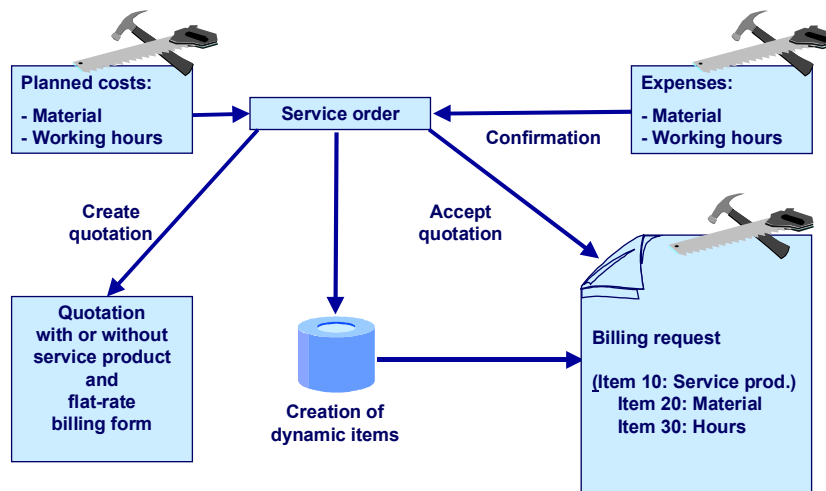 Planned costs:
- Material
- Working hours
Service order
Expenses:
- Material
- Working hours
Confirmation
Create
quotation
Accept
quotation
Quotation
with or without
service product
and
flat-rate
billing form
Creation of
dynamic items
Billing request
(Item 10: Service prod.)
Item 20: Material
Item 30: Hours